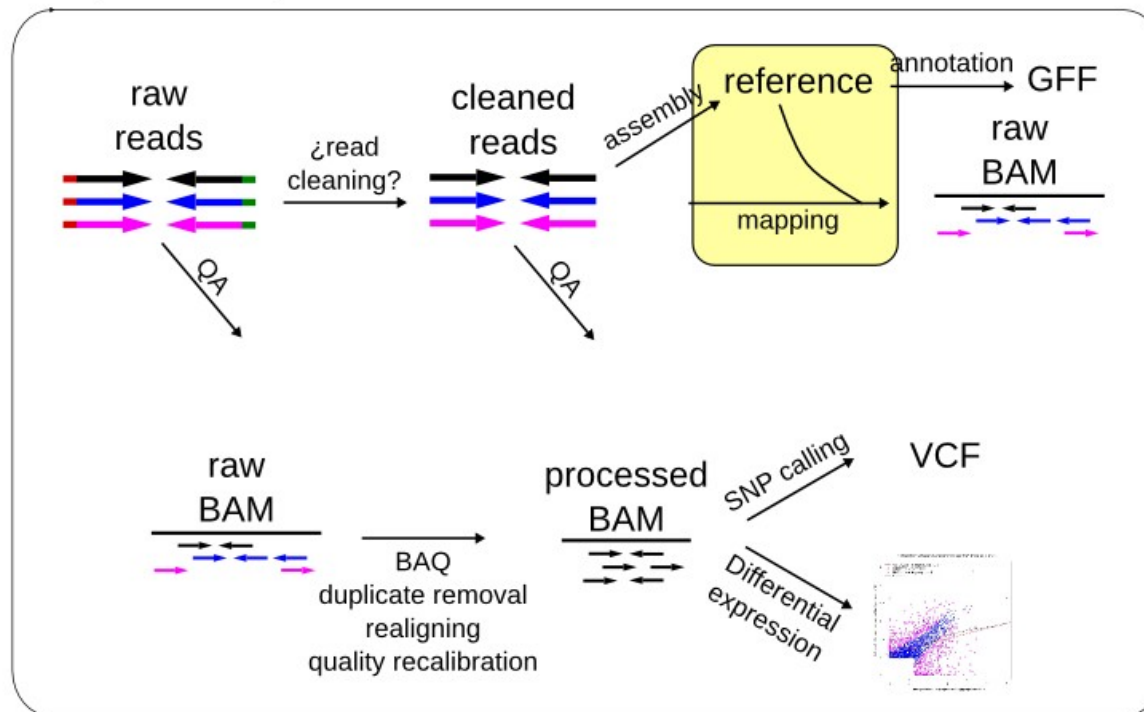 raw
reads
¿read
cleaning?
cleaned
reads
assembly
reference
mapping
annotation
GFF
raw
BAM
QA
QA
raw
BAM
BAQ
duplicate removal
realigning
quality recalibration
processed
BAM
SNP calling
VCF
Differential
expression